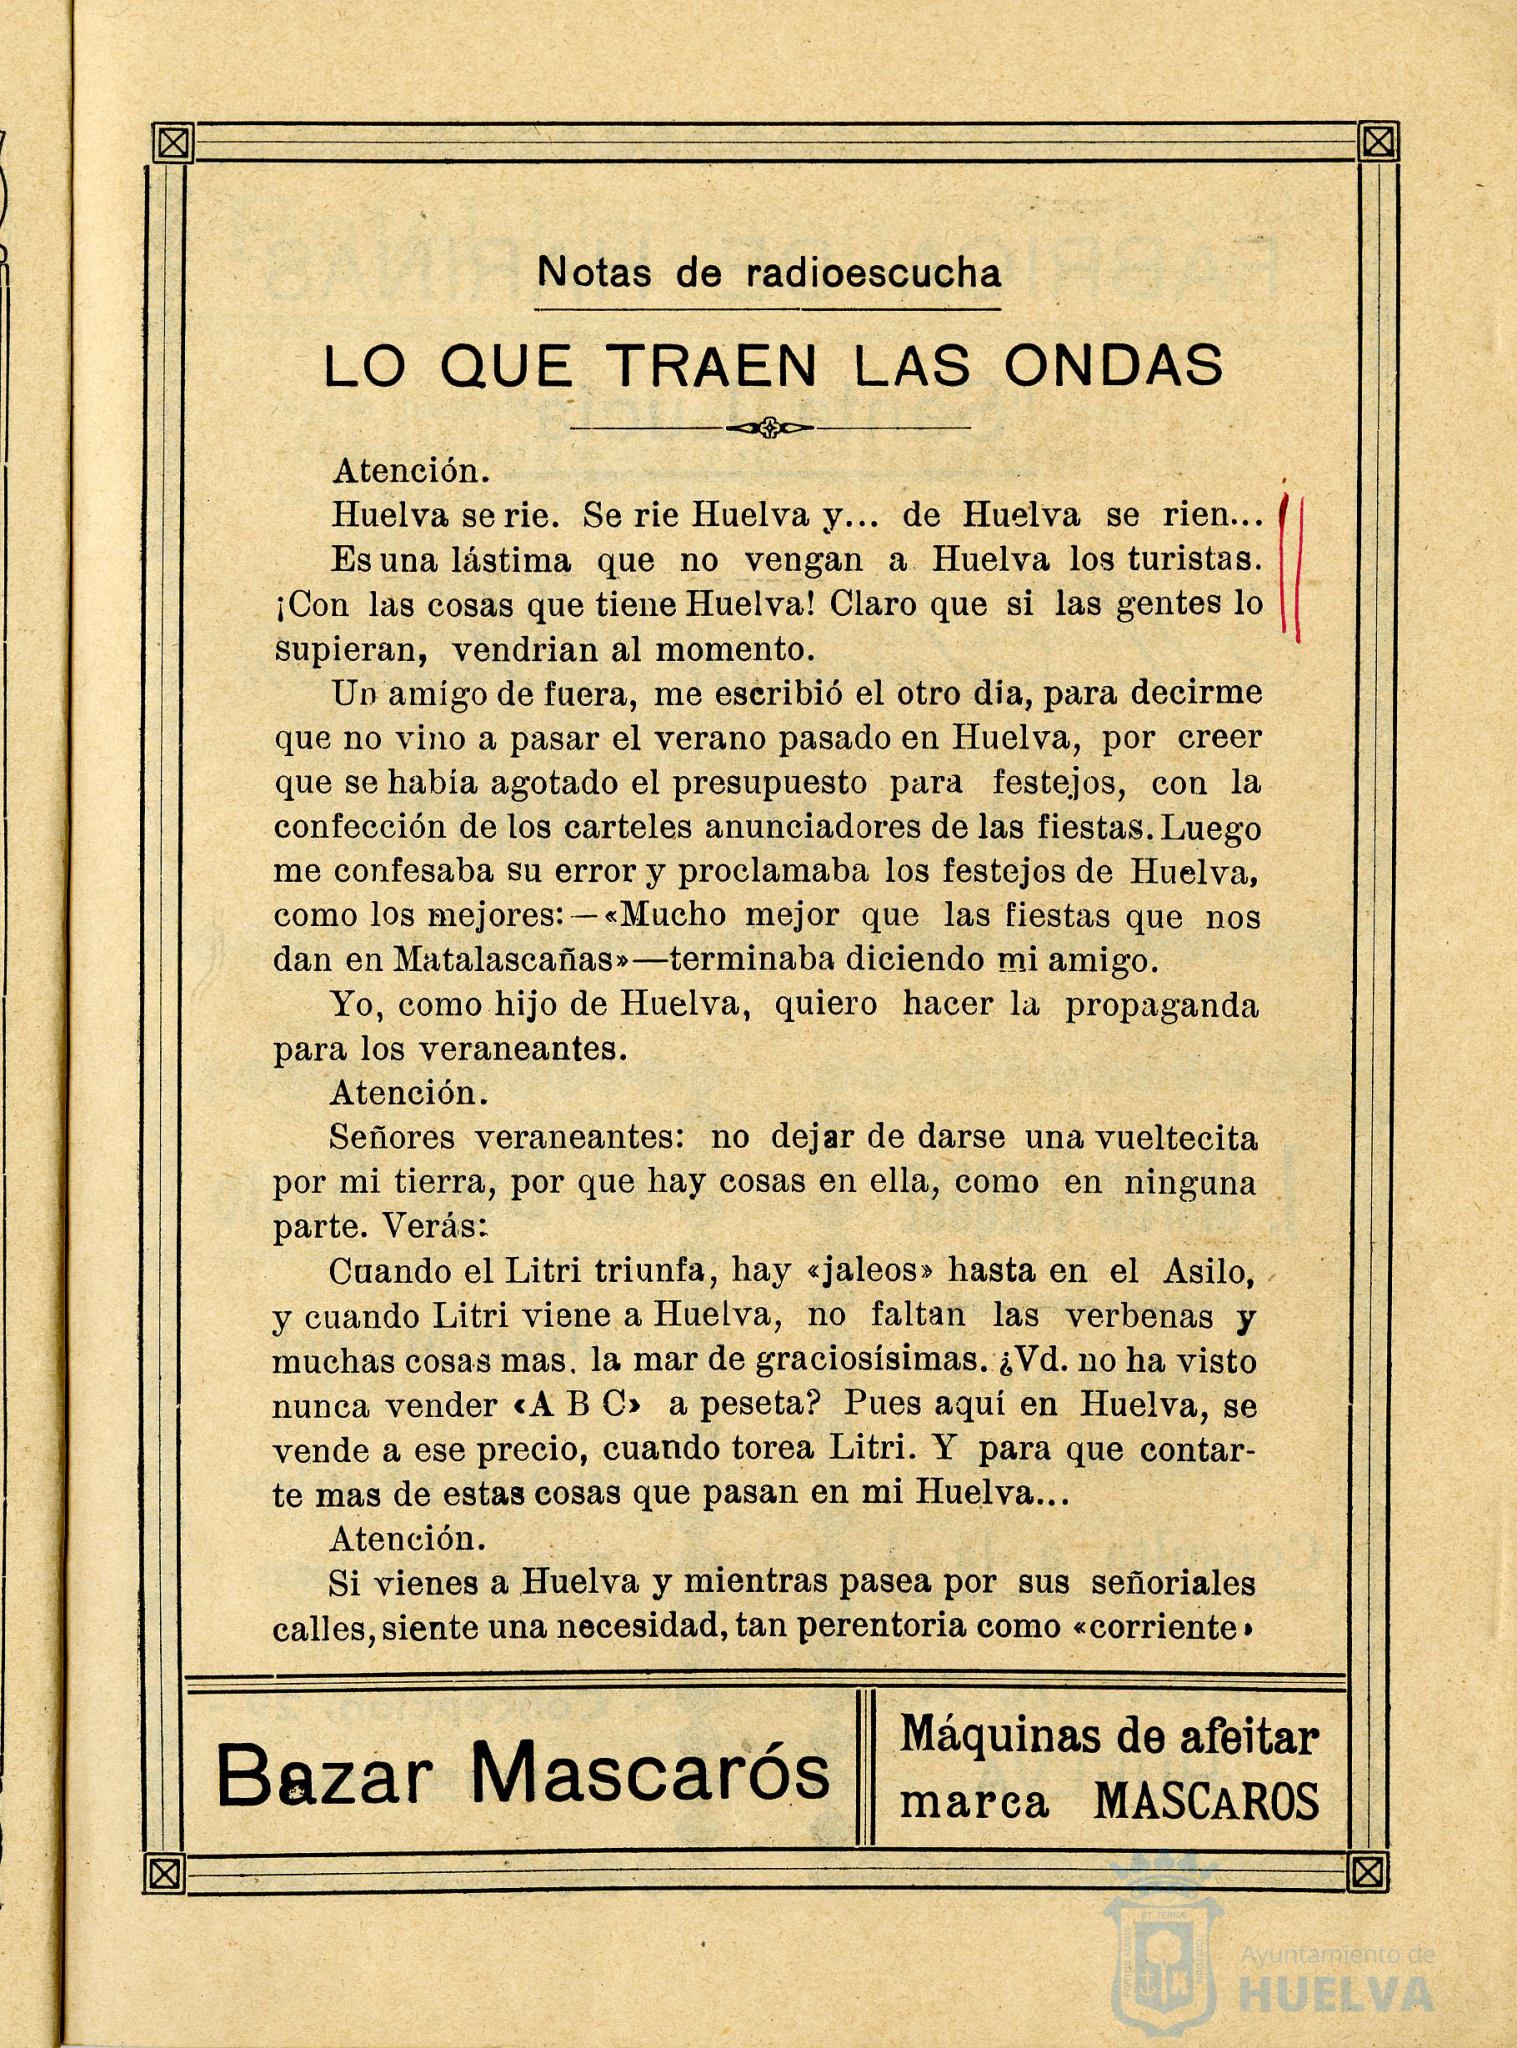 Notas de radioescucha
LO QUE TRAEN LAS ONDAS
Atención.
Huelva se rie. Se rie Huelva y... de Huelva se rien...
Es una lástima que no vengan a Huelva los turistas.
¡Con las cosas que tiene Huelva! Claro que si las gentes lo
supieran, vendrian al momento.
Un amigo de fuera, me escribió el otro dia, para decirme
que no vino a pasar el verano pasado en Huelva, por creer
que se había agotado el presupuesto para festejos, con la
confección de los carteles anunciadores de las fiestas. Luego
me confesaba su error y proclamaba los festejos de Huelva,
como los mejores:—«Mucho mejor que las fiestas que nos
dan en Matalascañas»—terminaba diciendo mi amigo.
Yo, como hijo de Huelva, quiero hacer la propaganda
para los veraneantes.
Atención.
Señores veraneantes: no dejar de darse una vueltecita
por mi tierra, por que hay cosas en ella, como en ninguna
parte. Verás:
Cuando el Litri triunfa, hay «jaleos» hasta en el Asilo,
y cuando Litri viene a Huelva, no faltan las verbenas y
muchas cosas mas. la mar de graciosísimas. ¿Vd. no ha visto
nunca vender «A B C» a peseta? Pues aquí en Huelva, se
vende a ese precio, cuando torea Litri. Y para que contar-
te mas de estas cosas que pasan en mi Huelva...
Atención.
Si vienes a Huelva y mientras pasea por sus señoriales
calles, siente una necesidad, tan perentoria como «corriente»
Bazar Mascarós
Máquinas de afeitar
marca MASCAROS
Ayuntamiento de
HUELVA